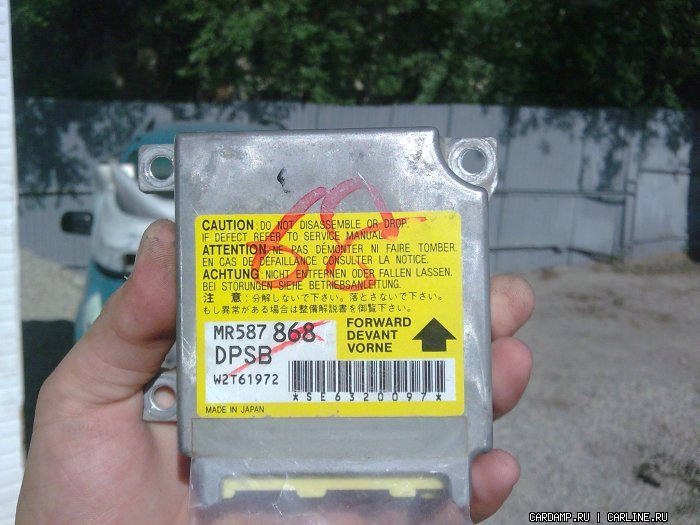 CAUTION : DO NOT DISASSEMBLE OR DROP.
IF DEFECT REFER TO SERVICE MANUAL.
ATTENTION : NE PAS DÉMONTER NI FAIRE TOMBER.
EN CAS DE DÉFAILLANCE CONSULTER LA NOTICE.
ACHTUNG : NICHT ENTFERNEN ODER FALLEN LASSEN.
BEI STÖRUNGEN SIEHE BETRIEBSANLEITUNG.
注 意 : 分解しないで下さい。落とさないで下さい。
もし異常がある場合は整備解説書を御覧下さい。
MR587 868
DPSB
W2T61972
FORWARD
DEVANT
VORNE
*SE6320097*
MADE IN JAPAN
CARDAMP.RU | CARLINE.RU